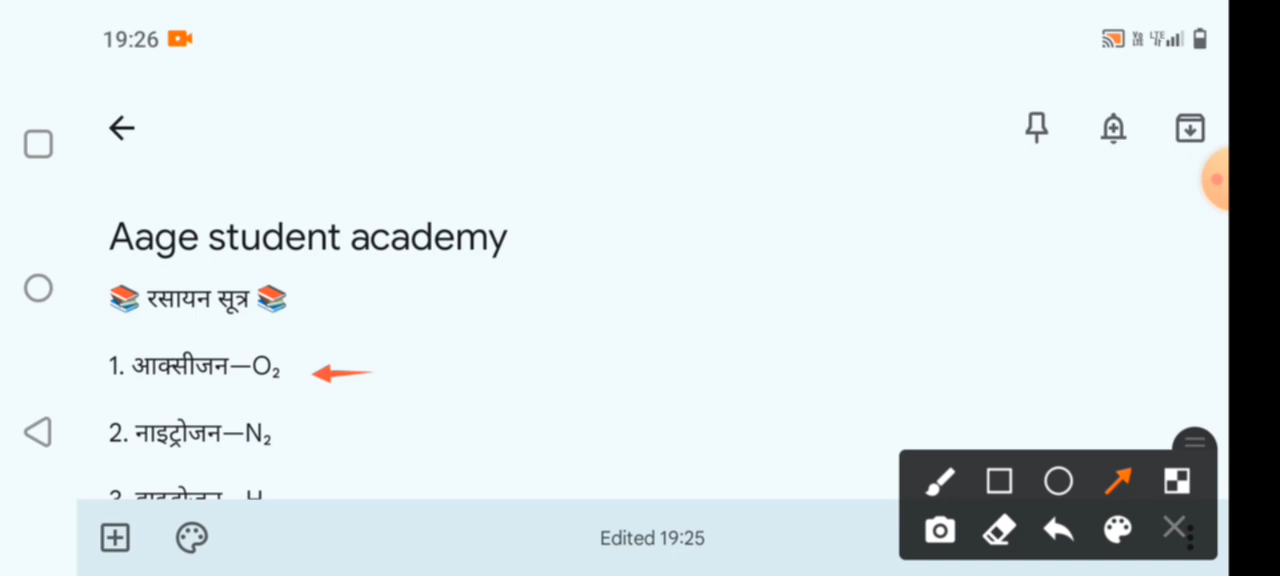 19:26
Aage student academy
📚 रसायन सूत्र 📚
1. आक्सीजन—O₂
2. नाइट्रोजन—N₂
Edited 19:25